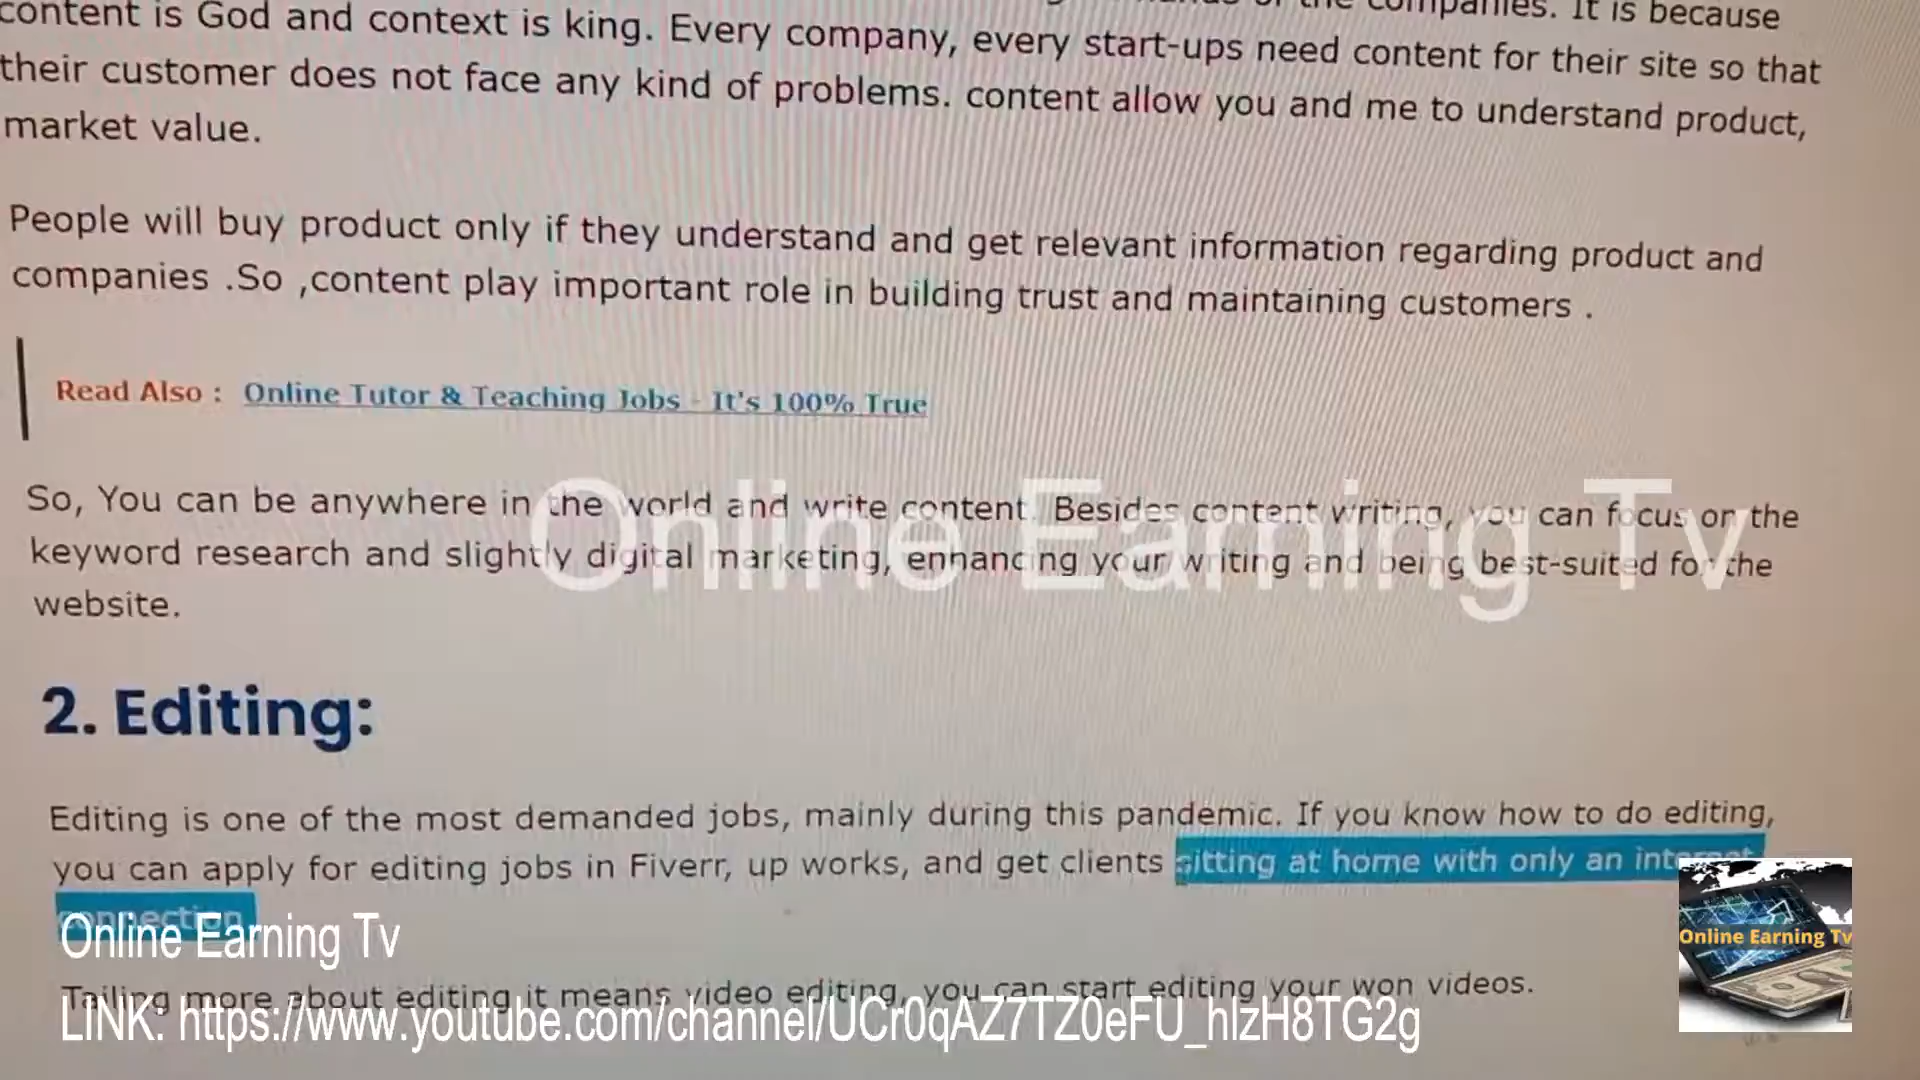 content is God and context is king. Every company, every start-ups need content for their site so that
companies. It is because
their customer does not face any kind of problems. content allow you and me to understand product,
market value.
People will buy product only if they understand and get relevant information regarding product and
companies .So ,content play important role in building trust and maintaining customers .
Read Also : Online Tutor & Teaching Jobs - It's 100% True
So, You can be anywhere in the world and write content. Besides content writing, you can focus on the
keyword research and slightly digital marketing, enhancing your writing and being best-suited for the
website.
Online Earning Tv
2. Editing:
Editing is one of the most demanded jobs, mainly during this pandemic. If you know how to do editing,
you can apply for editing jobs in Fiverr, up works, and get clients sitting at home with only an internet
connection.
Online Earning Tv
Online Earning Tv
Tailing more about editing it means video editing, you can start editing your won videos.
LINK: https://www.youtube.com/channel/UCr0qAZ7TZ0eFU_hlzH8TG2g